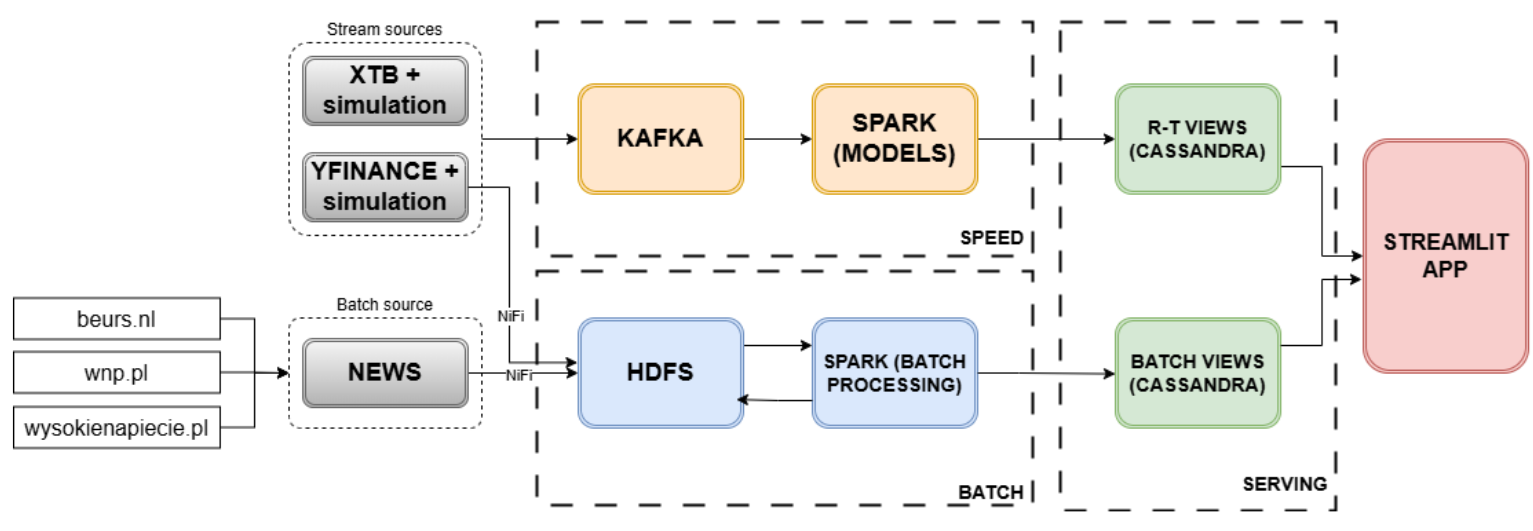 Stream sources
XTB +
simulation
YFINANCE +
simulation
KAFKA
SPARK
(MODELS)
SPEED
R-T VIEWS
(CASSANDRA)
STREAMLIT
APP
beurs.nl
wnp.pl
wysokienapiecie.pl
Batch source
NEWS
NiFi
NiFi
HDFS
SPARK (BATCH
PROCESSING)
BATCH
BATCH VIEWS
(CASSANDRA)
SERVING